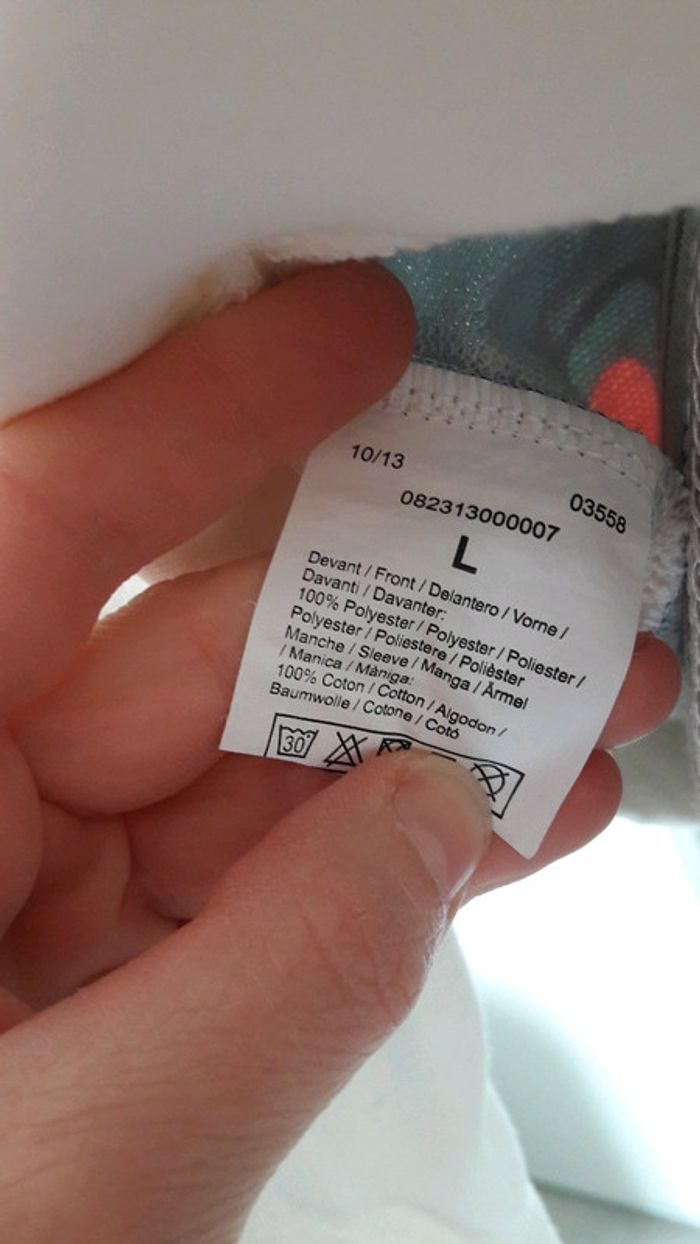 10/13
03558
082313000007
L
Devant / Front / Delantero / Vorne /
Davanti / Davanter:
100% Polyester / Polyester / Poliester /
Polyester / Poliestere / Polièster
Manche / Sleeve / Manga / Ärmel
/ Manica / Màniga:
100% Coton / Cotton / Algodon /
Baumwolle / Cotone / Cotó
30°